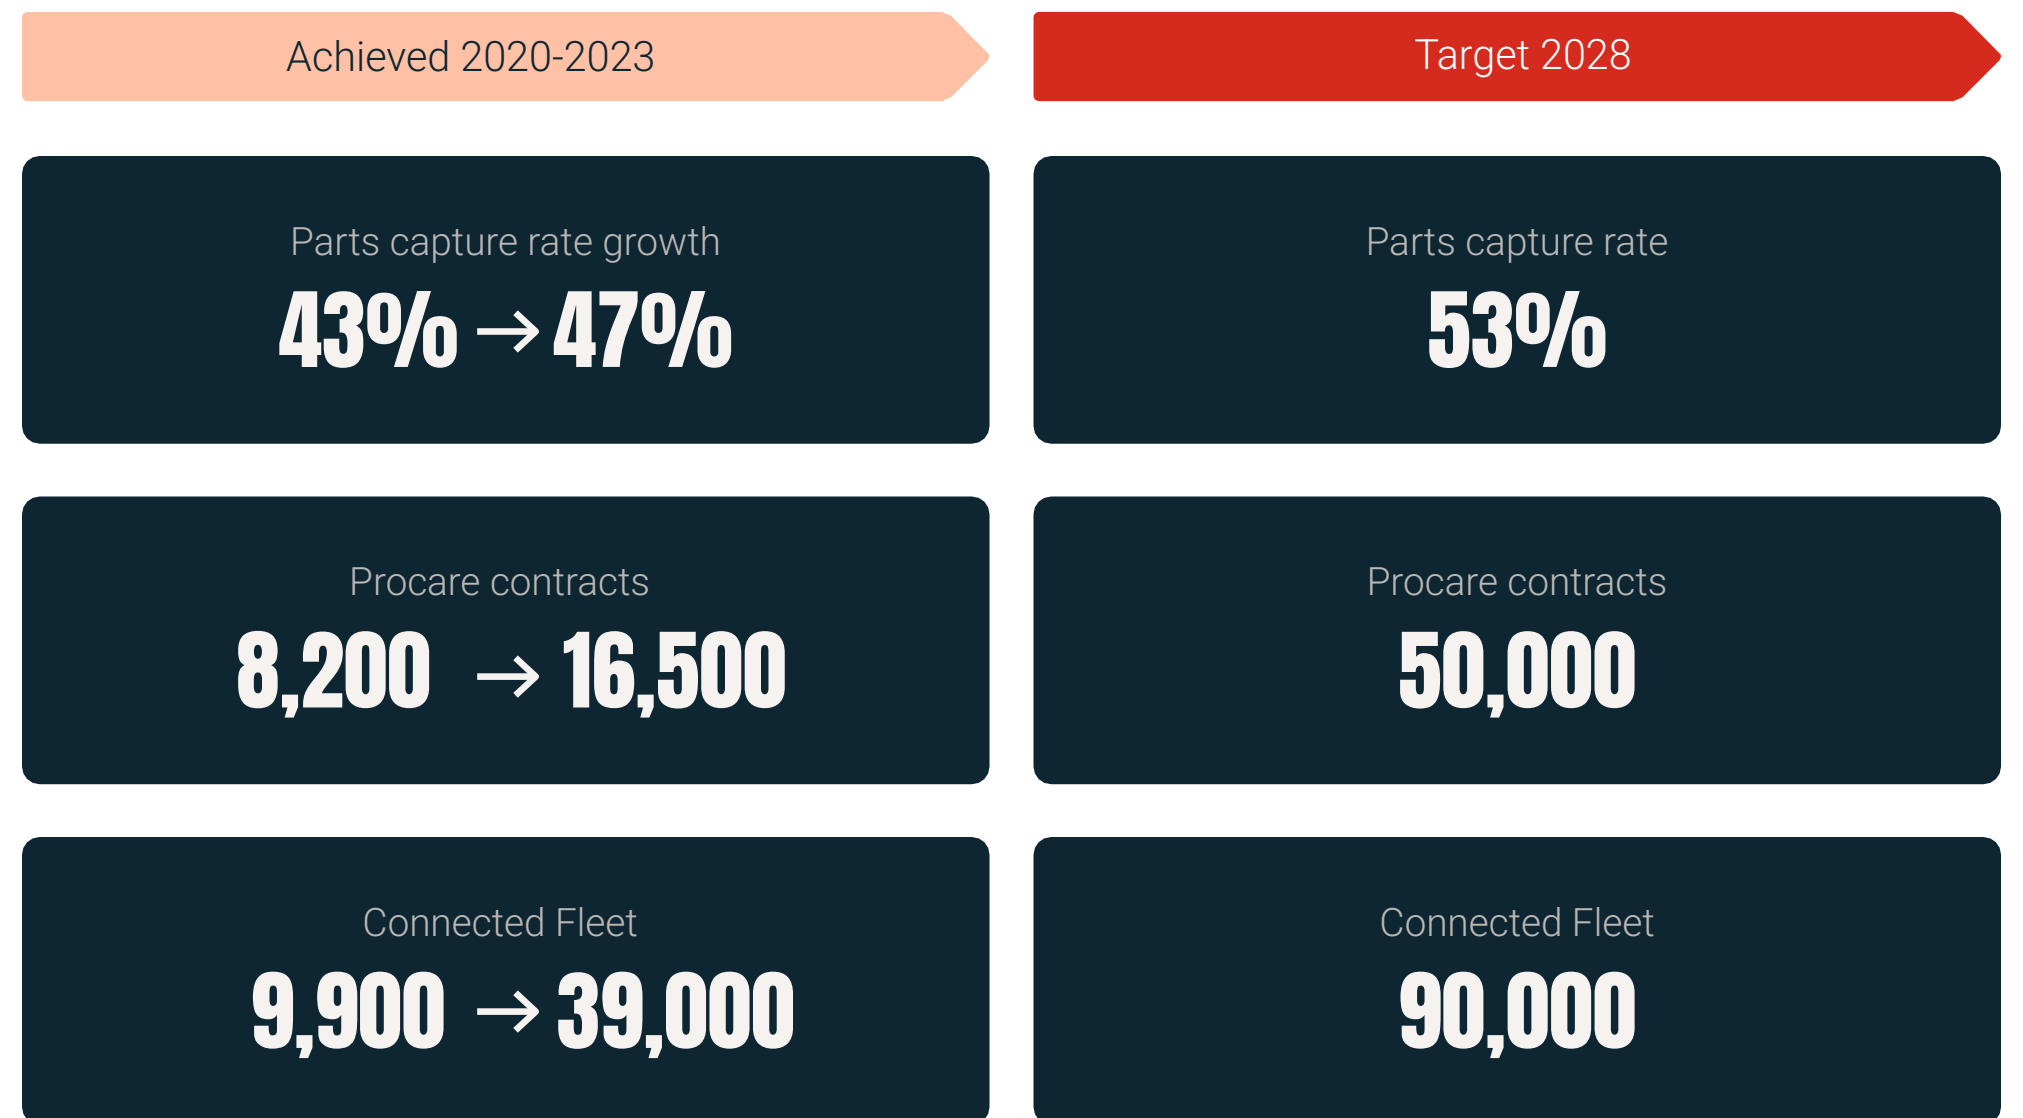 Achieved 2020-2023
Target 2028
Parts capture rate growth
43% → 47%
Parts capture rate
53%
Procare contracts
8,200 → 16,500
Procare contracts
50,000
Connected Fleet
9,900 → 39,000
Connected Fleet
90,000